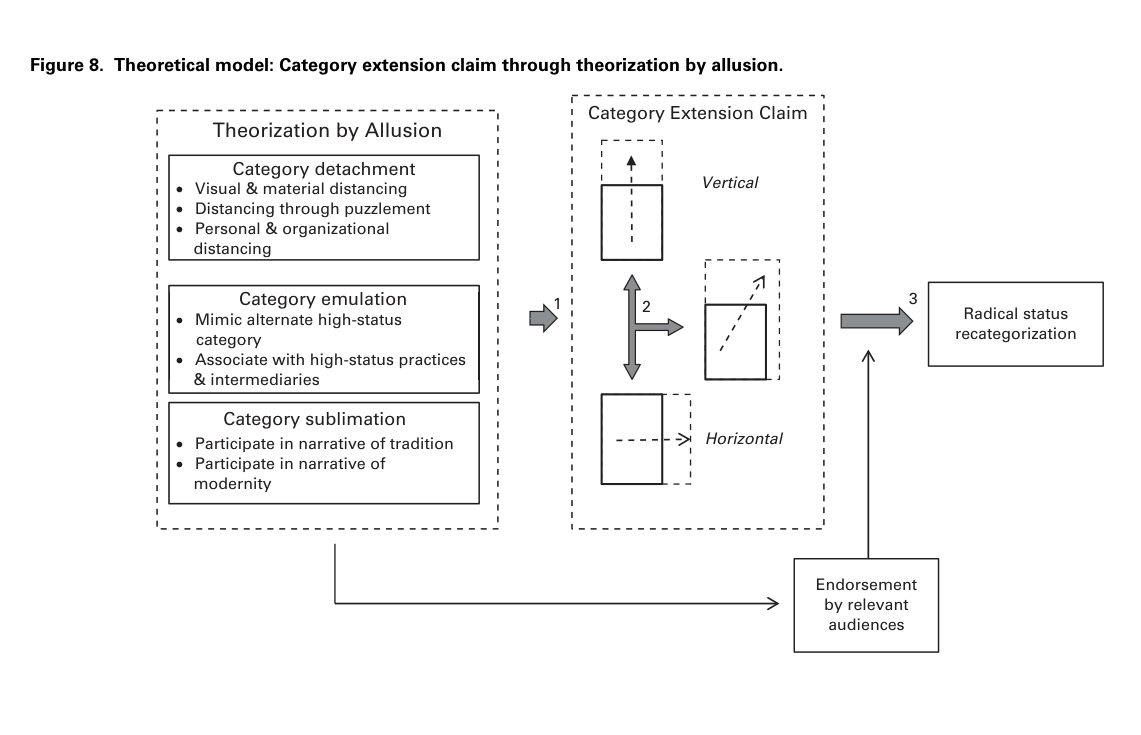 Figure 8. Theoretical model: Category extension claim through theorization by allusion.
Theorization by Allusion
Category detachment
• Visual & material distancing
• Distancing through puzzlement
• Personal & organizational
distancing
Category emulation
• Mimic alternate high-status
category
• Associate with high-status practices
& intermediaries
Category sublimation
• Participate in narrative of tradition
• Participate in narrative of
modernity
1
Category Extension Claim
Vertical
2
Horizontal
3
Radical status
recategorization
Endorsement
by relevant
audiences